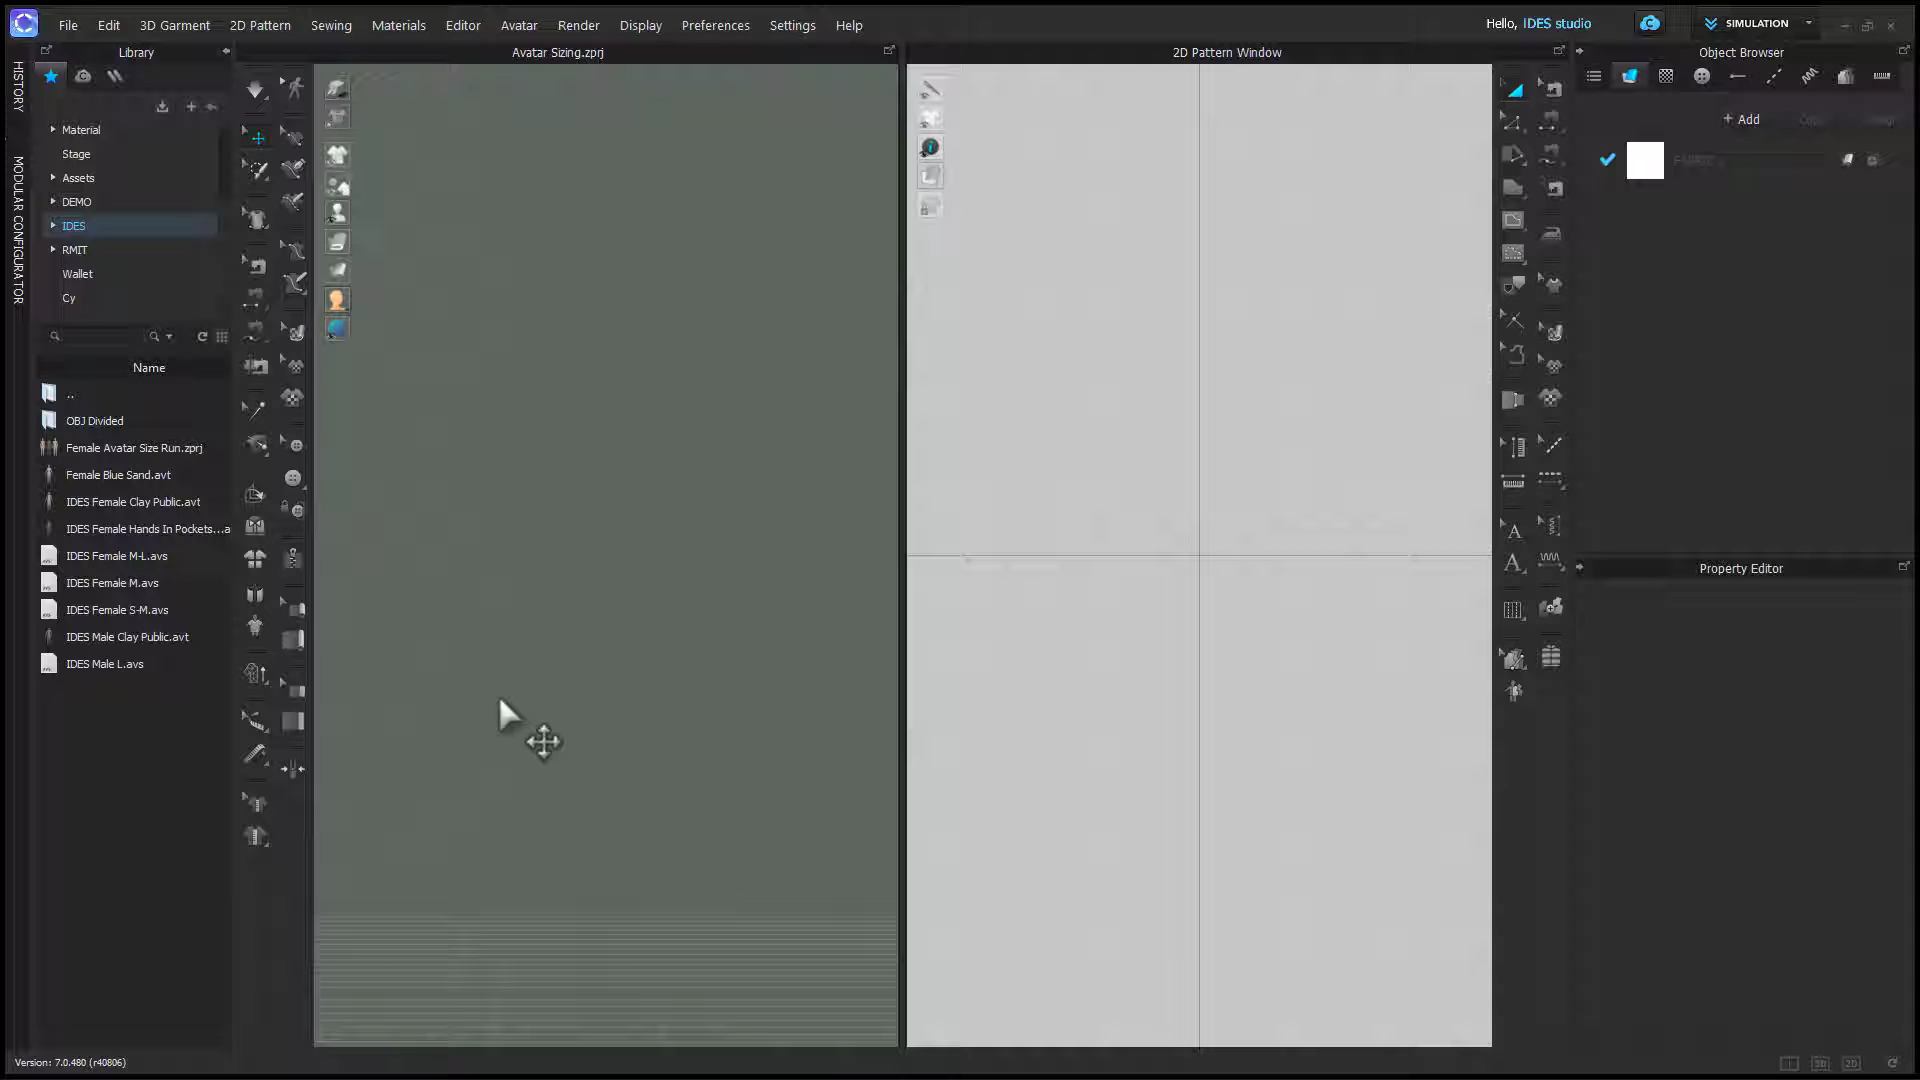 File Edit 3D Garment 2D Pattern Sewing Materials Editor Avatar Render Display Preferences Settings Help
Hello, IDES studio
SIMULATION
Library
Avatar Sizing.zprj
2D Pattern Window
Object Browser
HISTORY
MODULAR CONFIGURATOR
Material
Stage
Assets
DEMO
IDES
RMIT
Wallet
Cy
+ Add
FABRIC
Name
..
OBJ Divided
Female Avatar Size Run.zprj
Female Blue Sand.avt
IDES Female Clay Public.avt
IDES Female Hands In Pockets...a
IDES Female M-L.avs
IDES Female M.avs
IDES Female S-M.avs
IDES Male Clay Public.avt
IDES Male L.avs
Property Editor
Version: 7.0.480 (r40806)
3D
2D